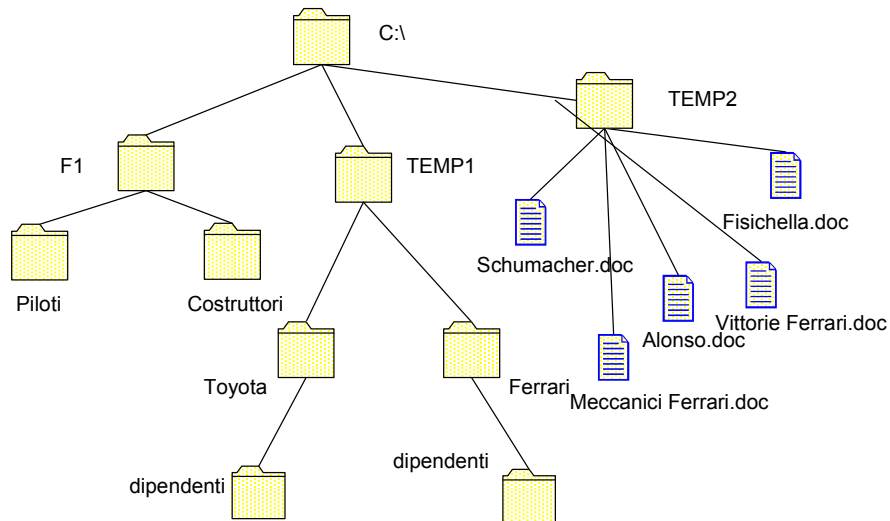 C:\
TEMP2
F1
TEMP1
Fisichella.doc
Schumacher.doc
Piloti
Costruttori
Vittorie Ferrari.doc
Alonso.doc
Toyota
Ferrari
Meccanici Ferrari.doc
dipendenti
dipendenti